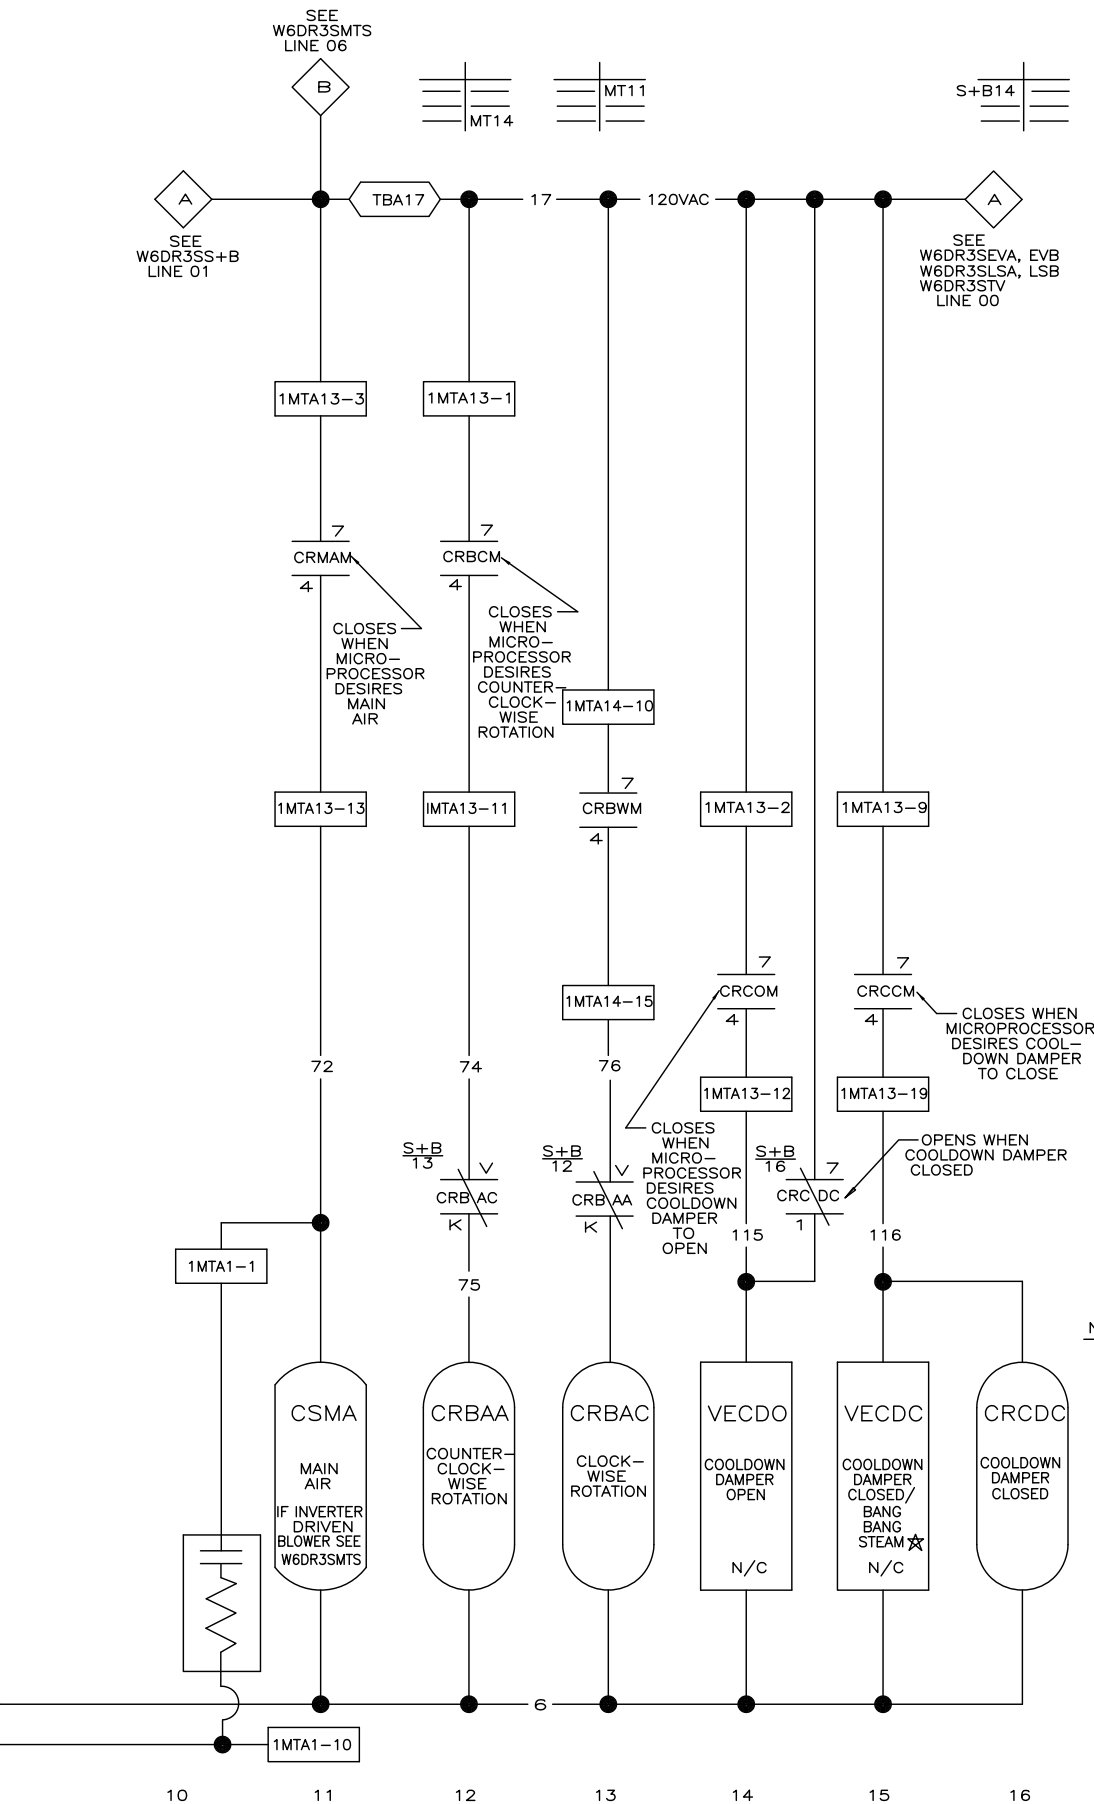 SEE
W6DR3SMTS
LINE 06
B
MT14
MT11
S+B14
A
TBA17
17
120VAC
A
SEE
W6DR3SS+B
LINE 01
SEE
W6DR3SEVA, EVB
W6DR3SLSA, LSB
W6DR3STV
LINE 00
1MTA13-3
1MTA13-1
7
CRMAM
4
7
CRBCM
4
CLOSES
WHEN
MICRO-
PROCESSOR
DESIRES
MAIN
AIR
CLOSES
WHEN
MICRO-
PROCESSOR
DESIRES
COUNTER-
CLOCK-
WISE
ROTATION
1MTA14-10
1MTA13-13
IMTA13-11
7
CRBWM
4
1MTA13-2
1MTA13-9
1MTA14-15
7
CRCOM
4
7
CRCCM
4
CLOSES WHEN
MICROPROCESSOR
DESIRES COOL-
DOWN DAMPER
TO CLOSE
72
74
76
1MTA13-12
1MTA13-19
CLOSES
WHEN
MICRO-
PROCESSOR
DESIRES
COOLDOWN
DAMPER
TO
OPEN
S+B
13
V
CRBAC
K
S+B
12
V
CRBAA
K
S+B
16
7
CRCDC
1
OPENS WHEN
COOLDOWN DAMPER
CLOSED
115
116
1MTA1-1
75
CSMA
MAIN
AIR
IF INVERTER
DRIVEN
BLOWER SEE
W6DR3SMTS
CRBAA
COUNTER-
CLOCK-
WISE
ROTATION
CRBAC
CLOCK-
WISE
ROTATION
VECDO
COOLDOWN
DAMPER
OPEN
N/C
VECDC
COOLDOWN
DAMPER
CLOSED/
BANG
BANG
STEAM☆
N/C
CRCDC
COOLDOWN
DAMPER
CLOSED
6
1MTA1-10
10
11
12
13
14
15
16